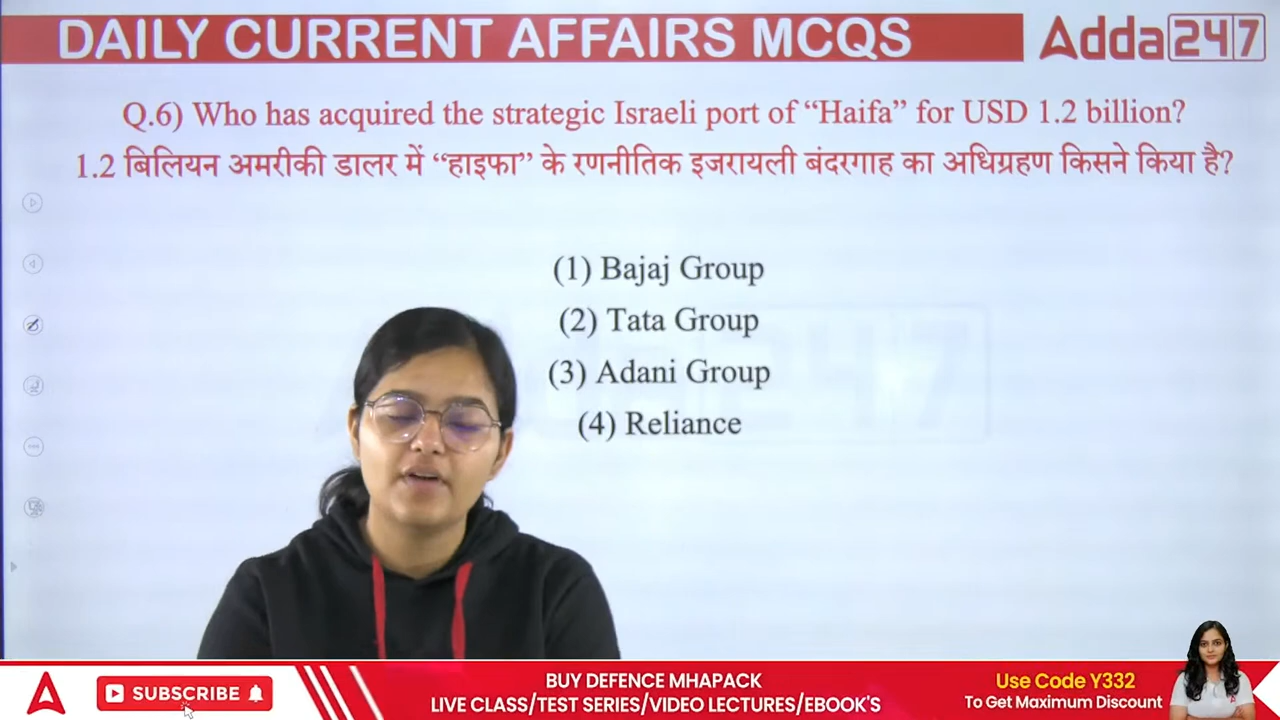 DAILY CURRENT AFFAIRS MCQS
Adda247
Q.6) Who has acquired the strategic Israeli port of “Haifa” for USD 1.2 billion?
1.2 बिलियन अमरीकी डालर में “हाइफा” के रणनीतिक इजरायली बंदरगाह का अधिग्रहण किसने किया है?
(1) Bajaj Group
(2) Tata Group
(3) Adani Group
(4) Reliance
SUBSCRIBE
BUY DEFENCE MHAPACK
LIVE CLASS/TEST SERIES/VIDEO LECTURES/EBOOK'S
Use Code Y332
To Get Maximum Discount